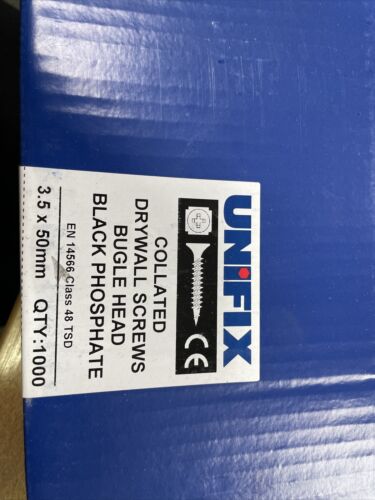 UNIFIX
COLLATED
DRYWALL SCREWS
BUGLE HEAD
BLACK PHOSPHATE
CE
EN 14566 Class 48 TSD
3.5 x 50mm QTY:1000